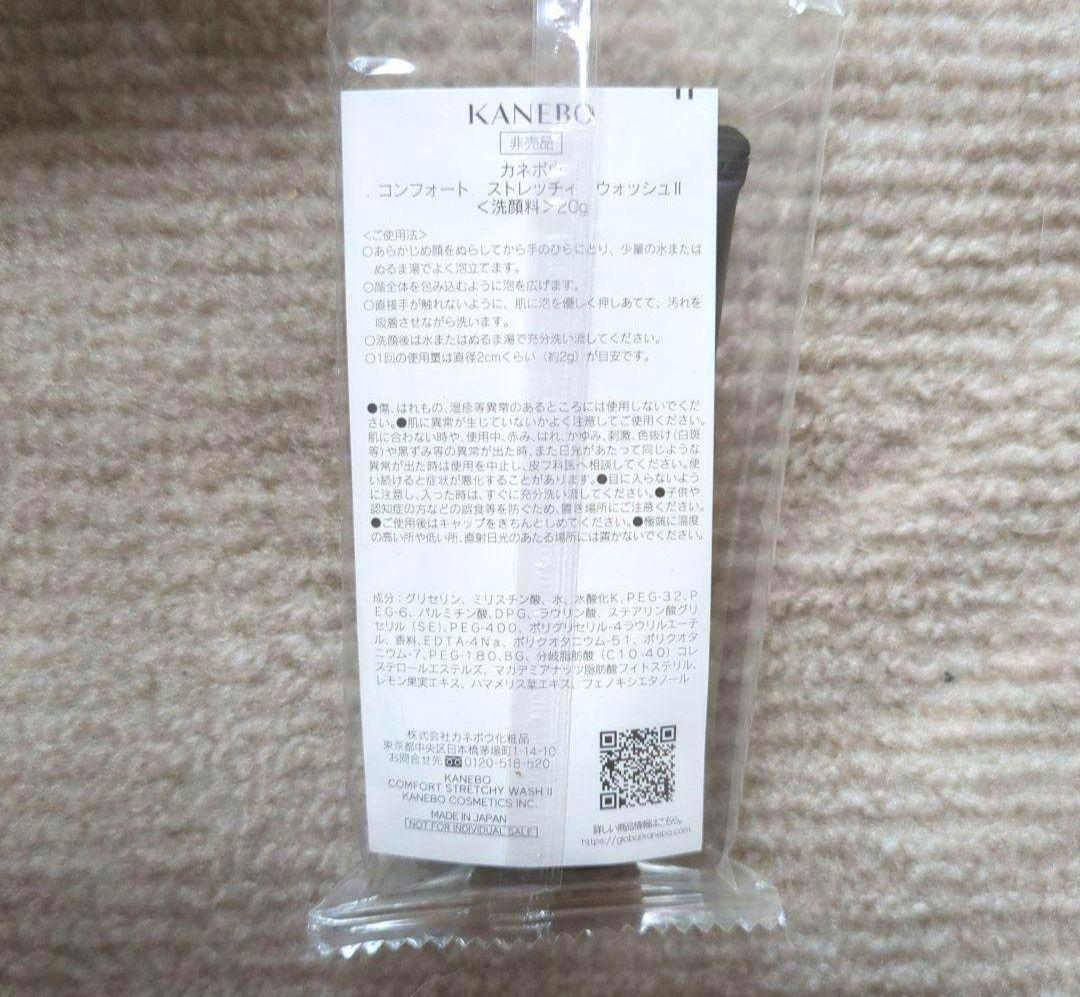 KANEBO
非売品
カネボウ
コンフォート ストレッチィ ウォッシュⅡ
＜洗顔料＞20g
＜ご使用法＞
○あらかじめ顔をぬらしてから手のひらにとり、少量の水または
ぬるま湯でよく泡立てます。
○顔全体を包み込むように泡を広げます。
○直接手が触れないように、肌に泡を優しく押しあてて、汚れを
吸着させながら洗います。
○洗顔後は水またはぬるま湯で充分洗い流してください。
○1回の使用量は直径2cmくらい（約2g）が目安です。
●傷、はれもの、湿疹等異常のあるところには使用しないでくだ
さい。●肌に異常が生じていないかよく注意してご使用ください。
肌に合わない時や、使用中、赤み、はれ、かゆみ、刺激、色抜け（白斑
等）や黒ずみ等の異常が出た時、また日光があたって同じような
異常が出た時は使用を中止し、皮フ科医へ相談してください。使
い続けると症状が悪化することがあります。●目に入らないよう
に注意し、入った時は、すぐに充分洗い流してください。●子供や
認知症の方などの誤食等を防ぐため、置き場所にご注意ください。
●ご使用後はキャップをきちんとしめてください。●極端に温度
の高い所や低い所、直射日光のあたる場所には置かないでください。
成分：グリセリン、ミリスチン酸、水、水酸化K、PEG-32、P
EG-6、パルミチン酸、DPG、ラウリン酸、ステアリン酸グリ
セリル（SE）、PEG-400、ポリグリセリル-4ラウリルエーテ
ル、香料、EDTA-4Na、ポリクオタニウム-51、ポリクオタ
ニウム-7、PEG-180、BG、分岐脂肪酸（C10-40）コレ
ステロールエステルズ、マカデミアナッツ脂肪酸フィトステリル、
レモン果実エキス、ハマメリス葉エキス、フェノキシエタノール
株式会社カネボウ化粧品
東京都中央区日本橋茅場町1-14-10
お問合せ先 0120-518-520
KANEBO
COMFORT STRETCHY WASH II
KANEBO COSMETICS INC.
MADE IN JAPAN
NOT FOR INDIVIDUAL SALE
詳しい商品情報はこちら。
https://global.kanebo.com